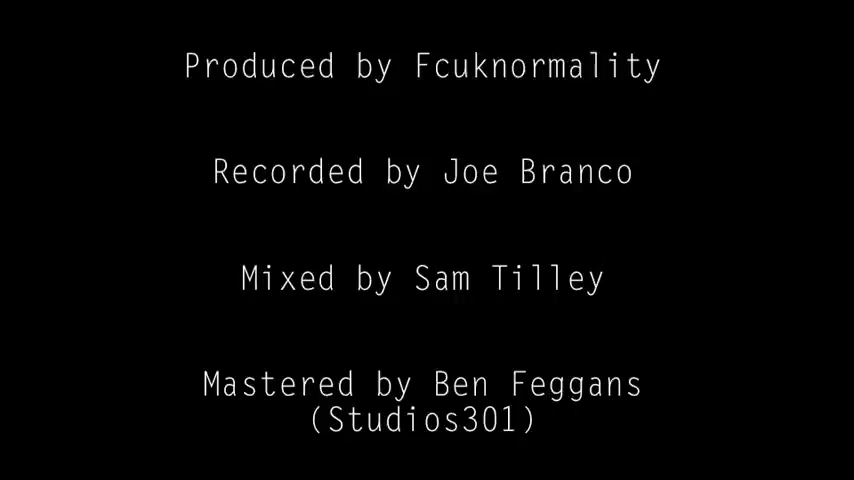 Produced by Fcuknormality
Recorded by Joe Branco
Mixed by Sam Tilley
Mastered by Ben Feggans
(Studios301)